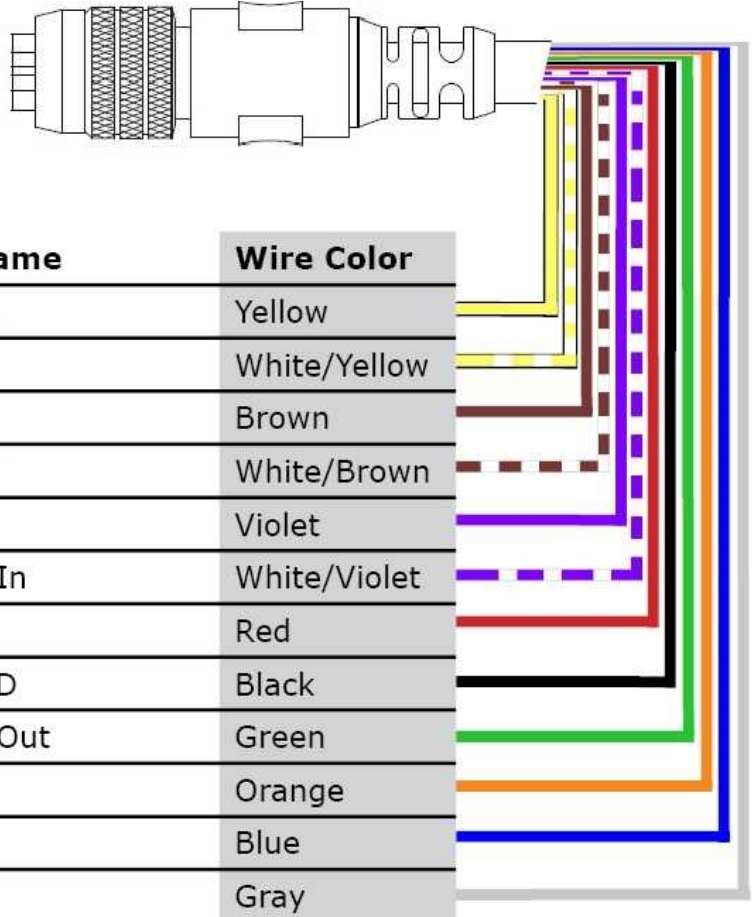 ame Wire Color
Yellow
White/Yellow
Brown
White/Brown
Violet
In White/Violet
Red
D Black
Out Green
Orange
Blue
Gray